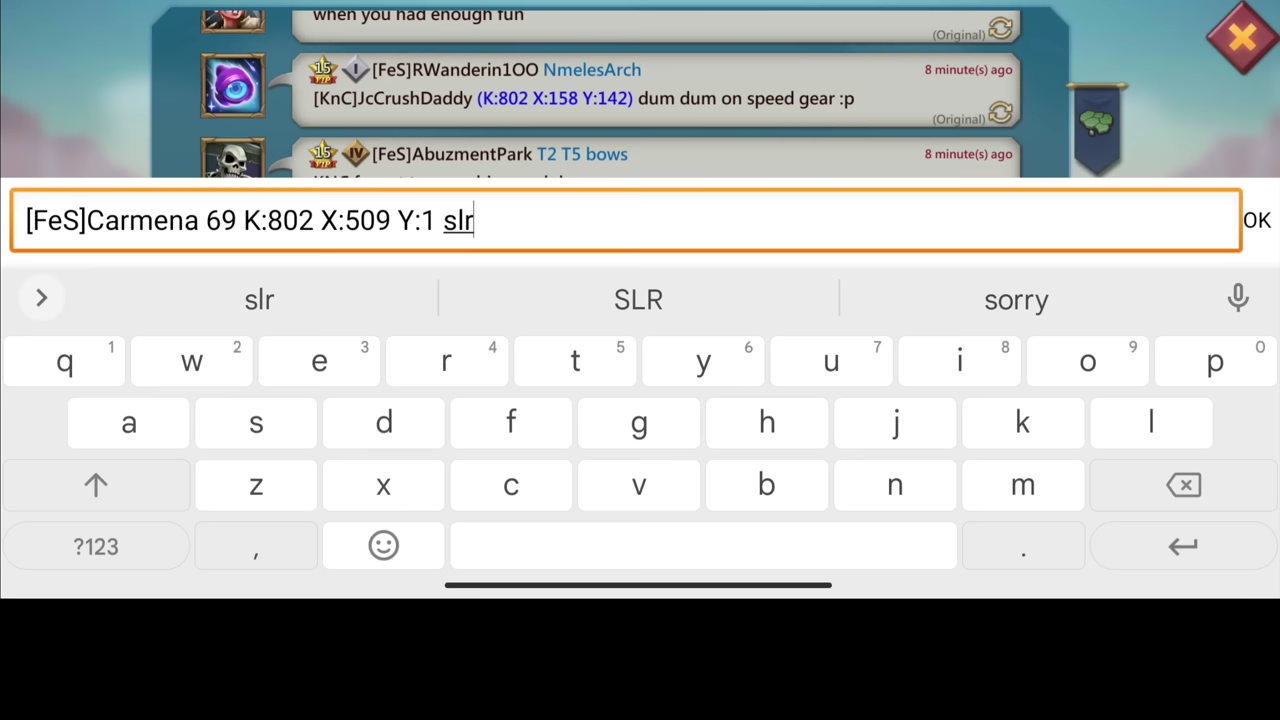 when you had enough fun
(Original)
15 VIP I [FeS]RWanderin1OO NmelesArch 8 minute(s) ago
[KnC]JcCrushDaddy (K:802 X:158 Y:142) dum dum on speed gear :p
(Original)
15 VIP IV [FeS]AbuzmentPark T2 T5 bows 8 minute(s) ago
[FeS]Carmena 69 K:802 X:509 Y:1 slr OK
slr SLR sorry
q 1 w 2 e 3 r 4 t 5 y 6 u 7 i 8 o 9 p 0
a s d f g h j k l
z x c v b n m
?123 , .